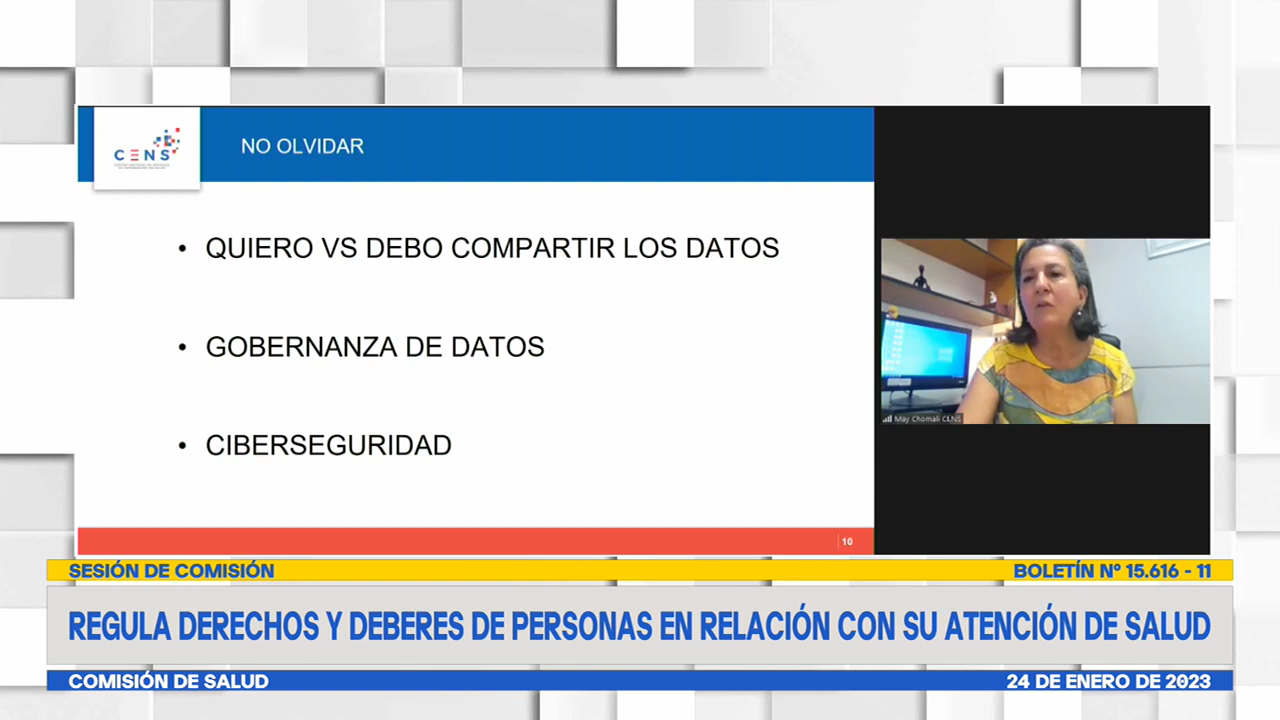 CENS
NO OLVIDAR
• QUIERO VS DEBO COMPARTIR LOS DATOS
• GOBERNANZA DE DATOS
• CIBERSEGURIDAD
10
May Chomali CENS
SESIÓN DE COMISIÓN
BOLETÍN Nº 15.616 - 11
REGULA DERECHOS Y DEBERES DE PERSONAS EN RELACIÓN CON SU ATENCIÓN DE SALUD
COMISIÓN DE SALUD
24 DE ENERO DE 2023